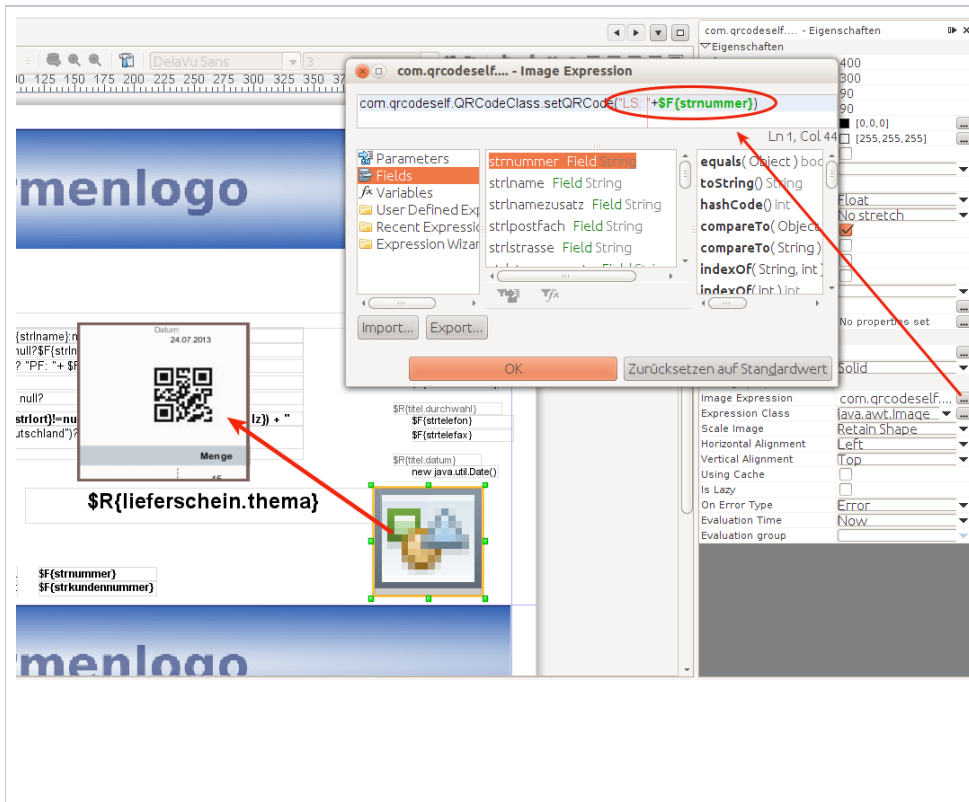 com.qrcodeself.... - Eigenschaften
Eigenschaften
DejaVu Sans
3
00 125 150 175 200 225 250 275 300 325 350 37
400
300
90
90
[0,0,0]
[255,255,255]
Float
No stretch
No properties set
Solid
com.qrcodeself.... - Image Expression
com.qrcodeself.QRCodeClass.setQRCode("LS: "+$F{strnummer})
Ln 1, Col 44
Parameters
Fields
Variables
User Defined Exp
Recent Expressio
Expression Wizar
strnummer Field String
strlname Field String
strlnamezusatz Field String
strlpostfach Field String
strlstrasse Field String
equals( Object ) boo
toString() String
hashCode() int
compareTo( Object
compareTo( String )
indexOf( String, int )
indexOf( int ) int
Import...
Export...
OK
Zurücksetzen auf Standardwert
menlogo
{strlname}:n
null?$F{strln
? "PF: "+ $F
null?
strlort}!=nu
lz}) + "
utschland")?
Datum:
24.07.2013
Menge
45
$R{titel.durchwahl}
$F{strtelefon}
$F{strtelefax}
$R{titel.datum}
new java.util.Date()
$R{lieferschein.thema}
$F{strnummer}
$F{strkundennummer}
menlogo
Image Expression com.qrcodeself....
Expression Class java.awt.Image
Scale Image Retain Shape
Horizontal Alignment Left
Vertical Alignment Top
Using Cache
Is Lazy
On Error Type Error
Evaluation Time Now
Evaluation group